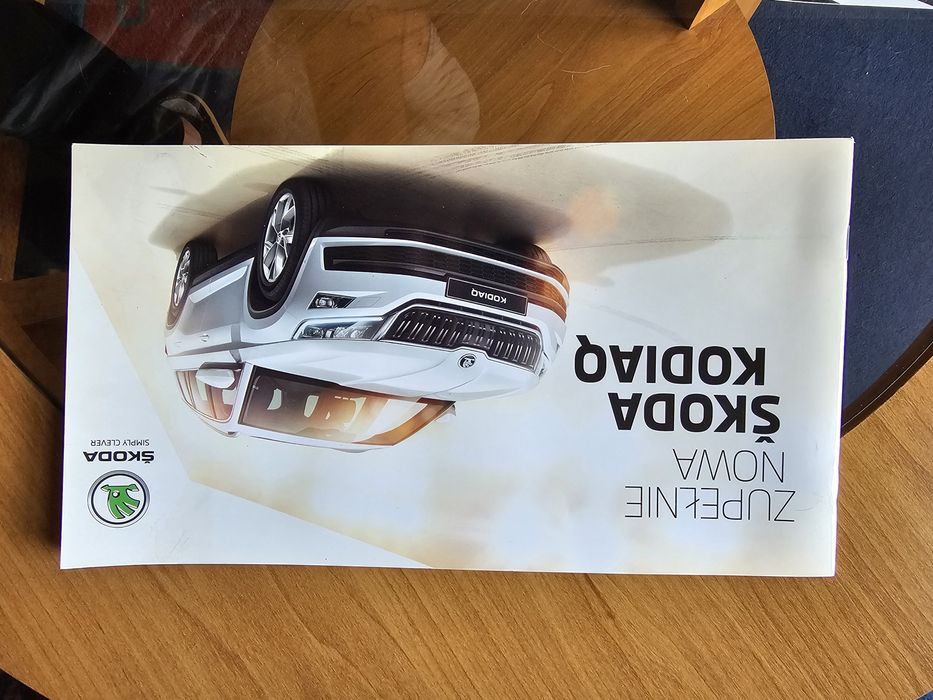 ZUPEŁNIE
NOWA
ŠKODA
KODIAQ
KODIAQ
ŠKODA
SIMPLY CLEVER